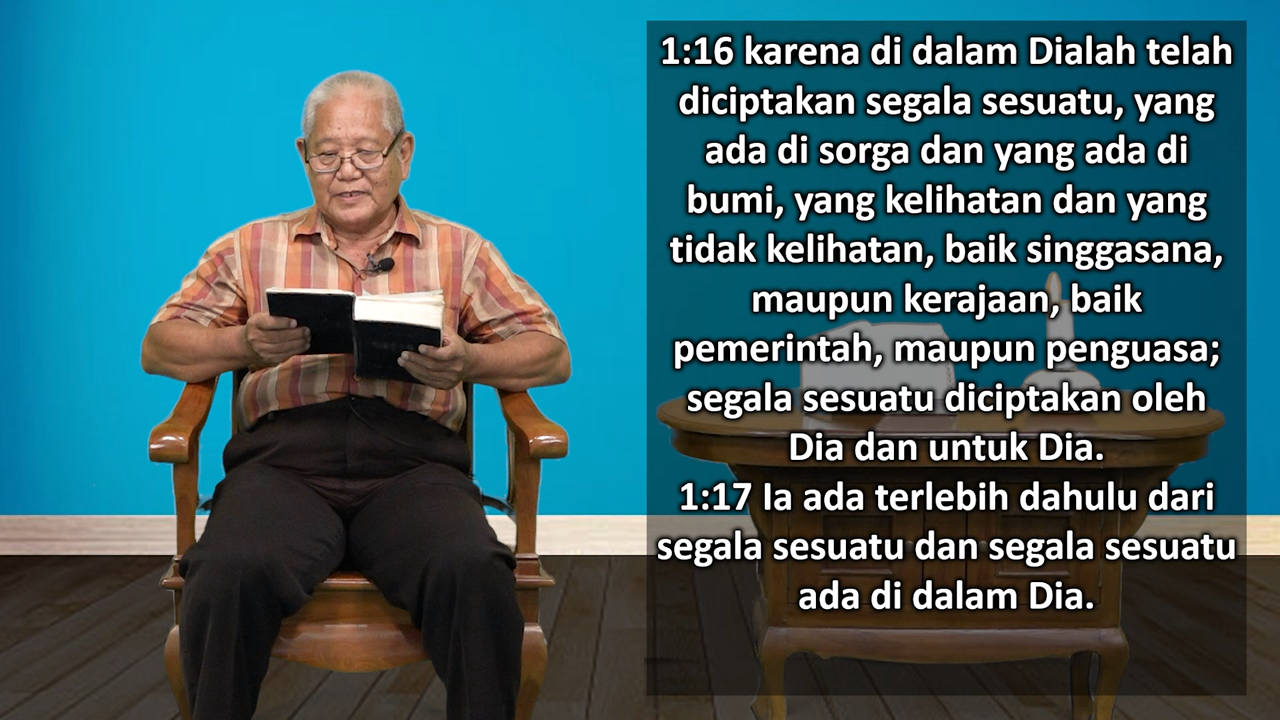 1:16 karena di dalam Dialah telah
diciptakan segala sesuatu, yang
ada di sorga dan yang ada di
bumi, yang kelihatan dan yang
tidak kelihatan, baik singgasana,
maupun kerajaan, baik
pemerintah, maupun penguasa;
segala sesuatu diciptakan oleh
Dia dan untuk Dia.
1:17 Ia ada terlebih dahulu dari
segala sesuatu dan segala sesuatu
ada di dalam Dia.